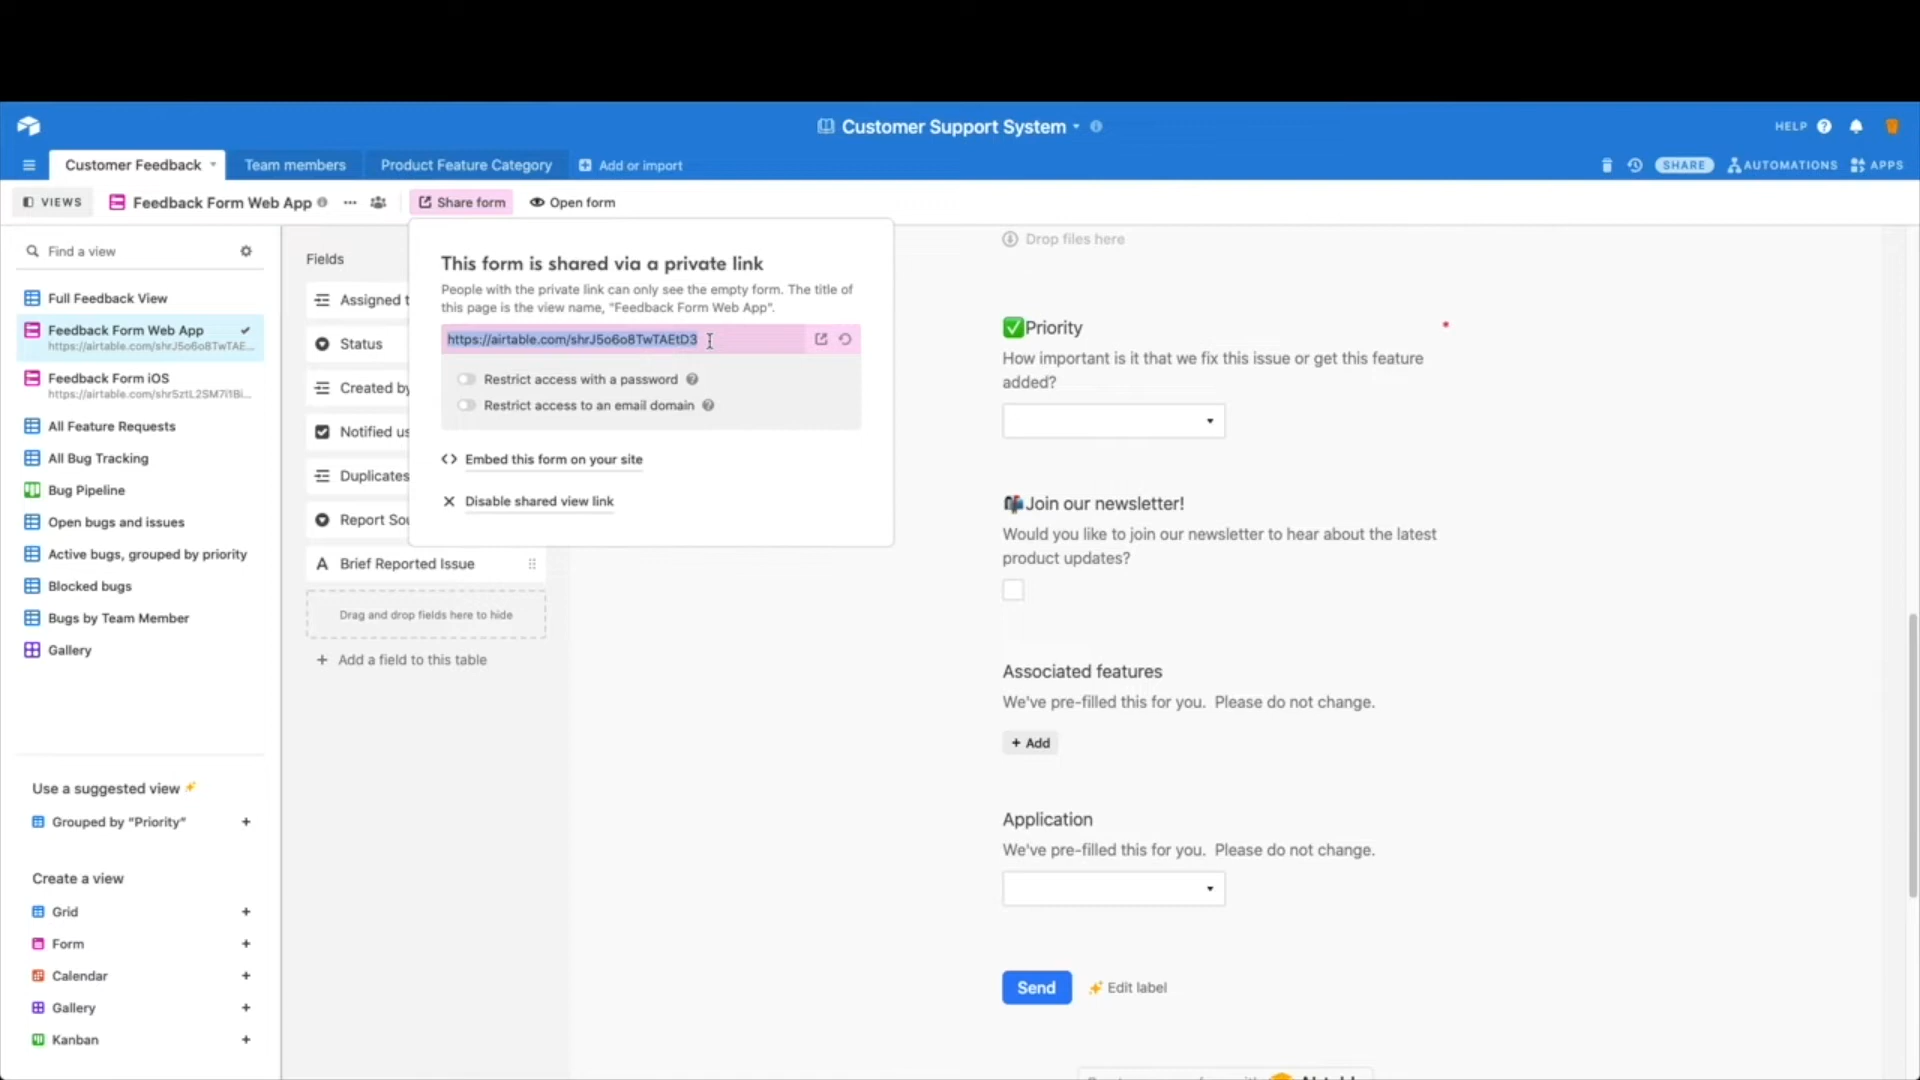 Customer Support System
HELP
Customer Feedback
Team members
Product Feature Category
Add or import
SHARE
AUTOMATIONS
APPS
VIEWS
Feedback Form Web App
Share form
Open form
Find a view
Full Feedback View
Feedback Form Web App
https://airtable.com/shrJ5o6o8TwTAE...
Feedback Form iOS
https://airtable.com/shr5ztL2SM7i1Bi...
All Feature Requests
All Bug Tracking
Bug Pipeline
Open bugs and issues
Active bugs, grouped by priority
Blocked bugs
Bugs by Team Member
Gallery
Use a suggested view
Grouped by “Priority”
Create a view
Grid
Form
Calendar
Gallery
Kanban
Fields
Assigned t
Status
Created by
Notified us
Duplicates
Report Sou
Brief Reported Issue
Drag and drop fields here to hide
+ Add a field to this table
This form is shared via a private link
People with the private link can only see the empty form. The title of
this page is the view name, "Feedback Form Web App".
https://airtable.com/shrJ5o6o8TwTAEtD3
Restrict access with a password
Restrict access to an email domain
Embed this form on your site
Disable shared view link
Drop files here
✅Priority
How important is it that we fix this issue or get this feature
added?
📬Join our newsletter!
Would you like to join our newsletter to hear about the latest
product updates?
Associated features
We've pre-filled this for you. Please do not change.
+ Add
Application
We've pre-filled this for you. Please do not change.
Send
Edit label